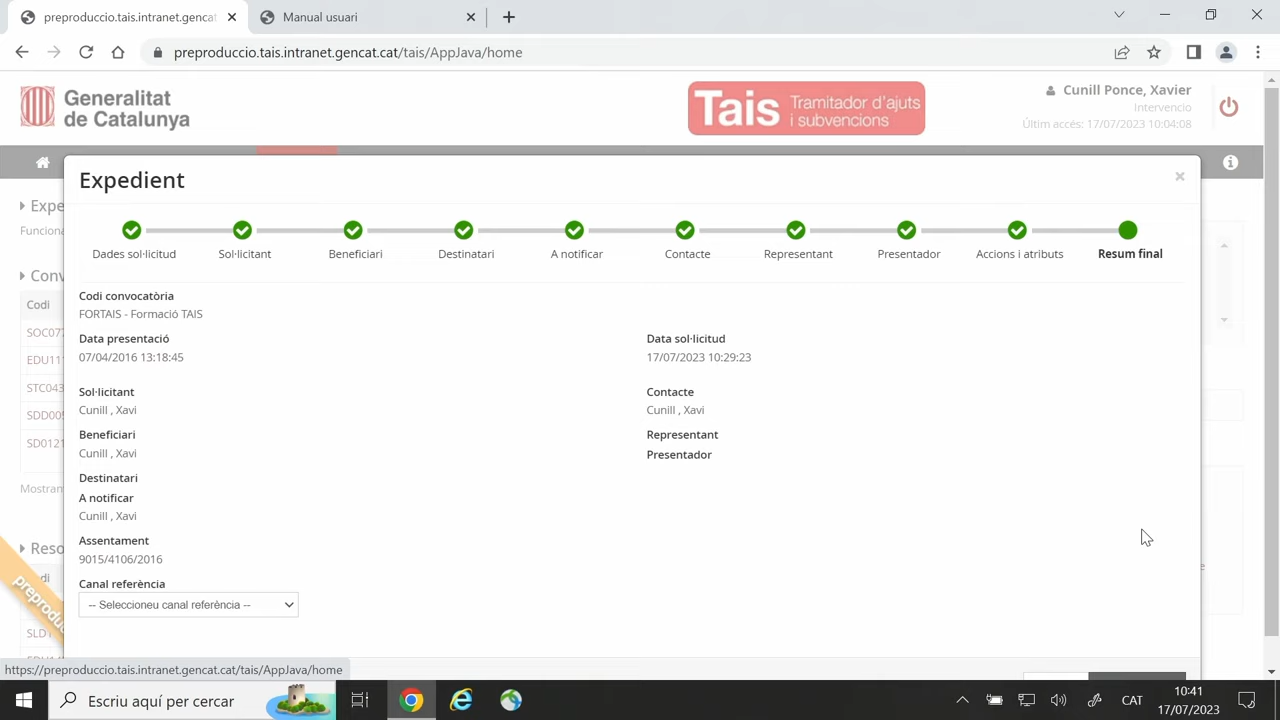 preproduccio.tais.intranet.gencat
Manual usuari
preproduccio.tais.intranet.gencat.cat/tais/AppJava/home
Generalitat
de Catalunya
Tais Tramitador d'ajuts
i subvencions
Cunill Ponce, Xavier
Intervencio
Últim accés: 17/07/2023 10:04:08
Expedient
Dades sol·licitud
Sol·licitant
Beneficiari
Destinatari
A notificar
Contacte
Representant
Presentador
Accions i atributs
Resum final
Codi convocatòria
FORTAIS - Formació TAIS
Data presentació
07/04/2016 13:18:45
Data sol·licitud
17/07/2023 10:29:23
Sol·licitant
Cunill , Xavi
Contacte
Cunill , Xavi
Beneficiari
Cunill , Xavi
Representant
Presentador
Destinatari
A notificar
Cunill , Xavi
Assentament
9015/4106/2016
Canal referència
-- Seleccioneu canal referència --
Expe
Funciona
Conv
Codi
SOC077
EDU111
STC043
SDD005
SD0121
Mostran
Reso
SLD1
preprodu
https://preproduccio.tais.intranet.gencat.cat/tais/AppJava/home
Escriu aquí per cercar
CAT
10:41
17/07/2023